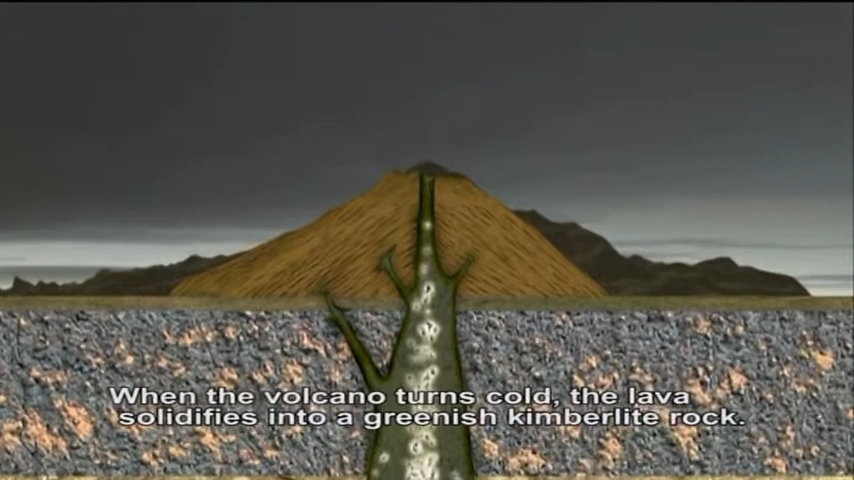 When the volcano turns cold, the lava
solidifies into a greenish kimberlite rock.